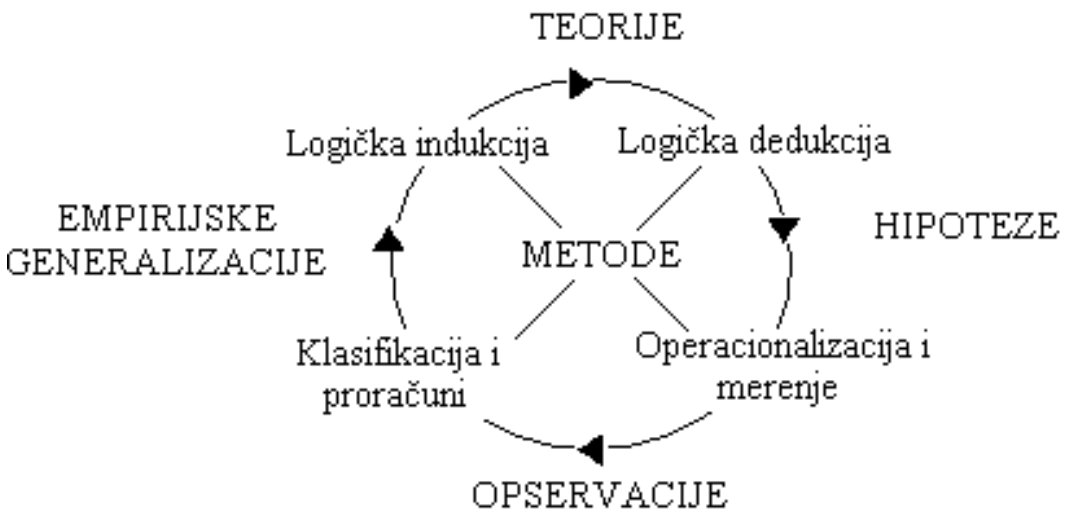 TEORIJE
Logička indukcija
Logička dedukcija
EMPIRIJSKE
GENERALIZACIJE
METODE
HIPOTEZE
Klasifikacija i
proračuni
Operacionalizacija i
merenje
OPSERVACIJE